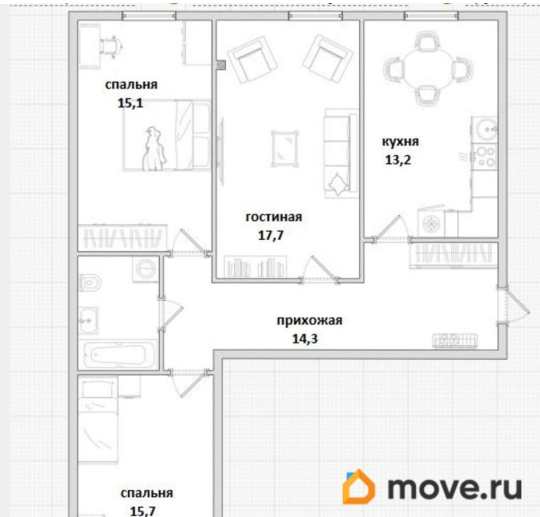 спальня
15,1
кухня
13,2
гостиная
17,7
прихожая
14,3
спальня
15,7
move.ru